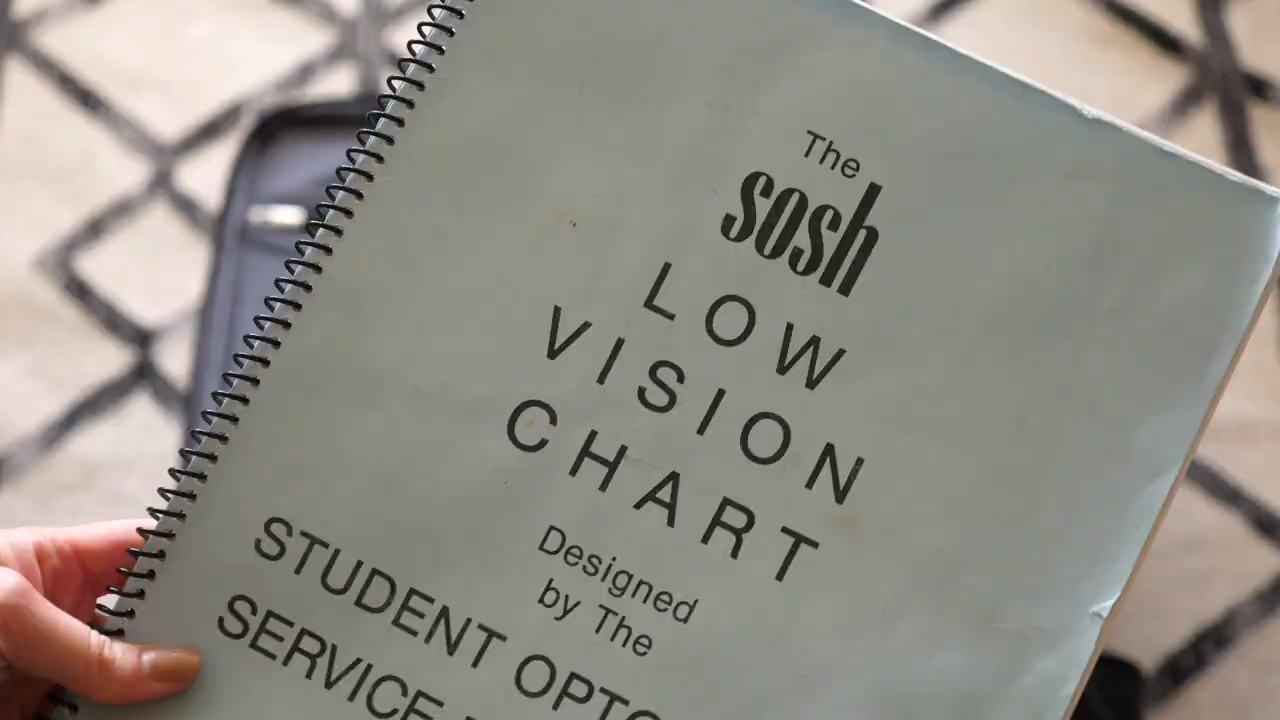 The
sosh
LOW
VISION
CHART
Designed
by The
STUDENT
SERVICE